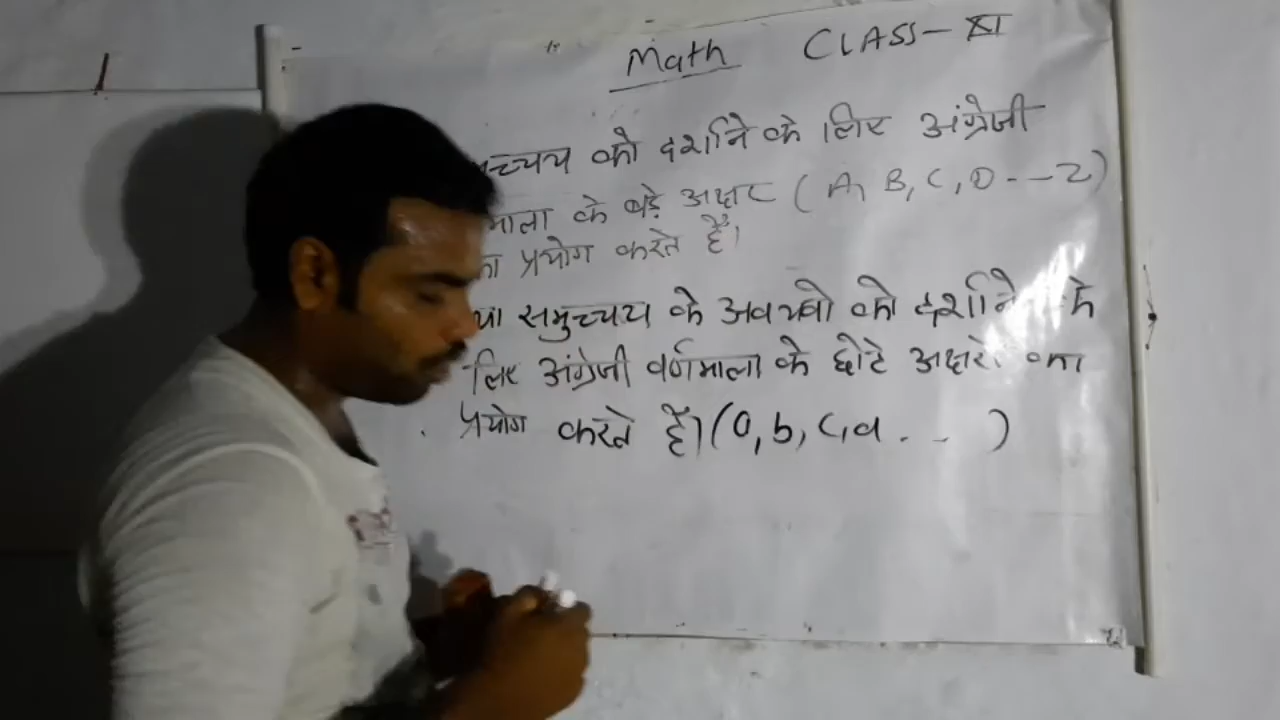 Math CLASS-XI
मुच्चय को दर्शाने के लिए अंग्रेजी
माला के बड़े अक्षर (A, B, C, D - - Z)
का प्रयोग करते हैं।
समुच्चय के अवयवो को दर्शाने के
लिए अंग्रेजी वर्णमाला के छोटे अक्षरो का
प्रयोग करते हैं। (a, b, c, d . . . )